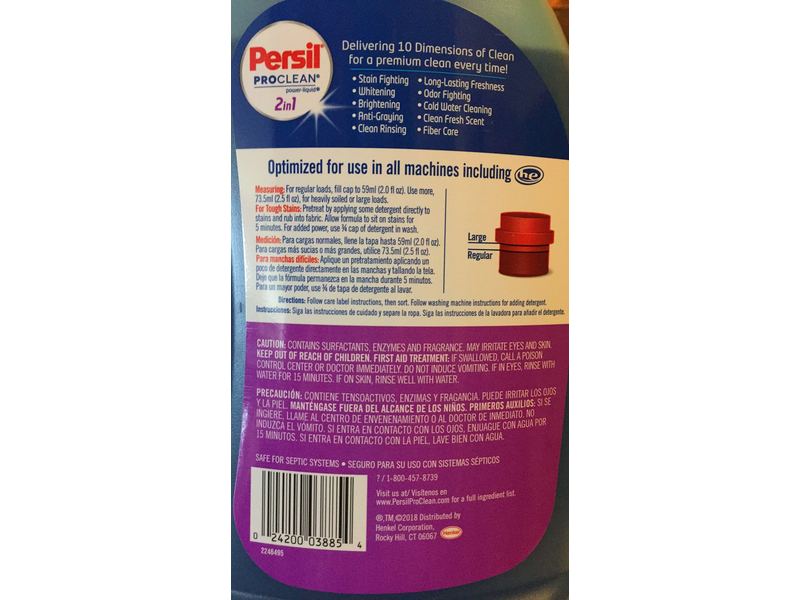 Persil®
PROCLEAN®
power-liquid®
2in1
Delivering 10 Dimensions of Clean
for a premium clean every time!
• Stain Fighting
• Whitening
• Brightening
• Anti-Graying
• Clean Rinsing
• Long-Lasting Freshness
• Odor Fighting
• Cold Water Cleaning
• Clean Fresh Scent
• Fiber Care
Optimized for use in all machines including he
Measuring: For regular loads, fill cap to 59ml (2.0 fl oz). Use more,
73.5ml (2.5 fl oz), for heavily soiled or large loads.
For Tough Stains: Pretreat by applying some detergent directly to
stains and rub into fabric. Allow formula to sit on stains for
5 minutes. For added power, use ¾ cap of detergent in wash.
Medición: Para cargas normales, llene la tapa hasta 59ml (2.0 fl oz).
Para cargas más sucias o más grandes, utilice 73.5ml (2.5 fl oz).
Para manchas difíciles: Aplique un pretratamiento aplicando un
poco de detergente directamente en las manchas y tallando la tela.
Deje que la fórmula permanezca en la mancha durante 5 minutos.
Para un mayor poder, use ¾ de tapa de detergente al lavar.
Large
Regular
Directions: Follow care label instructions, then sort. Follow washing machine instructions for adding detergent.
Instrucciones: Siga las instrucciones de cuidado y separe la ropa. Siga las instrucciones de la lavadora para añadir el detergente.
CAUTION: CONTAINS SURFACTANTS, ENZYMES AND FRAGRANCE. MAY IRRITATE EYES AND SKIN.
KEEP OUT OF REACH OF CHILDREN. FIRST AID TREATMENT: IF SWALLOWED, CALL A POISON
CONTROL CENTER OR DOCTOR IMMEDIATELY. DO NOT INDUCE VOMITING. IF IN EYES, RINSE WITH
WATER FOR 15 MINUTES. IF ON SKIN, RINSE WELL WITH WATER.
PRECAUCIÓN: CONTIENE TENSOACTIVOS, ENZIMAS Y FRAGANCIA. PUEDE IRRITAR LOS OJOS
Y LA PIEL. MANTÉNGASE FUERA DEL ALCANCE DE LOS NIÑOS. PRIMEROS AUXILIOS: SI SE
INGIERE, LLAME AL CENTRO DE ENVENENAMIENTO O AL DOCTOR DE INMEDIATO. NO
INDUZCA EL VÓMITO. SI ENTRA EN CONTACTO CON LOS OJOS, ENJUAGUE CON AGUA POR
15 MINUTOS. SI ENTRA EN CONTACTO CON LA PIEL, LAVE BIEN CON AGUA.
SAFE FOR SEPTIC SYSTEMS • SEGURO PARA SU USO CON SISTEMAS SÉPTICOS
? / 1-800-457-8739
Visit us at/ Visítenos en
www.PersilProClean.com for a full ingredient list.
®,TM,©2018 Distributed by
Henkel Corporation,
Rocky Hill, CT 06067
Henkel
0 24200 03885 4
2246495